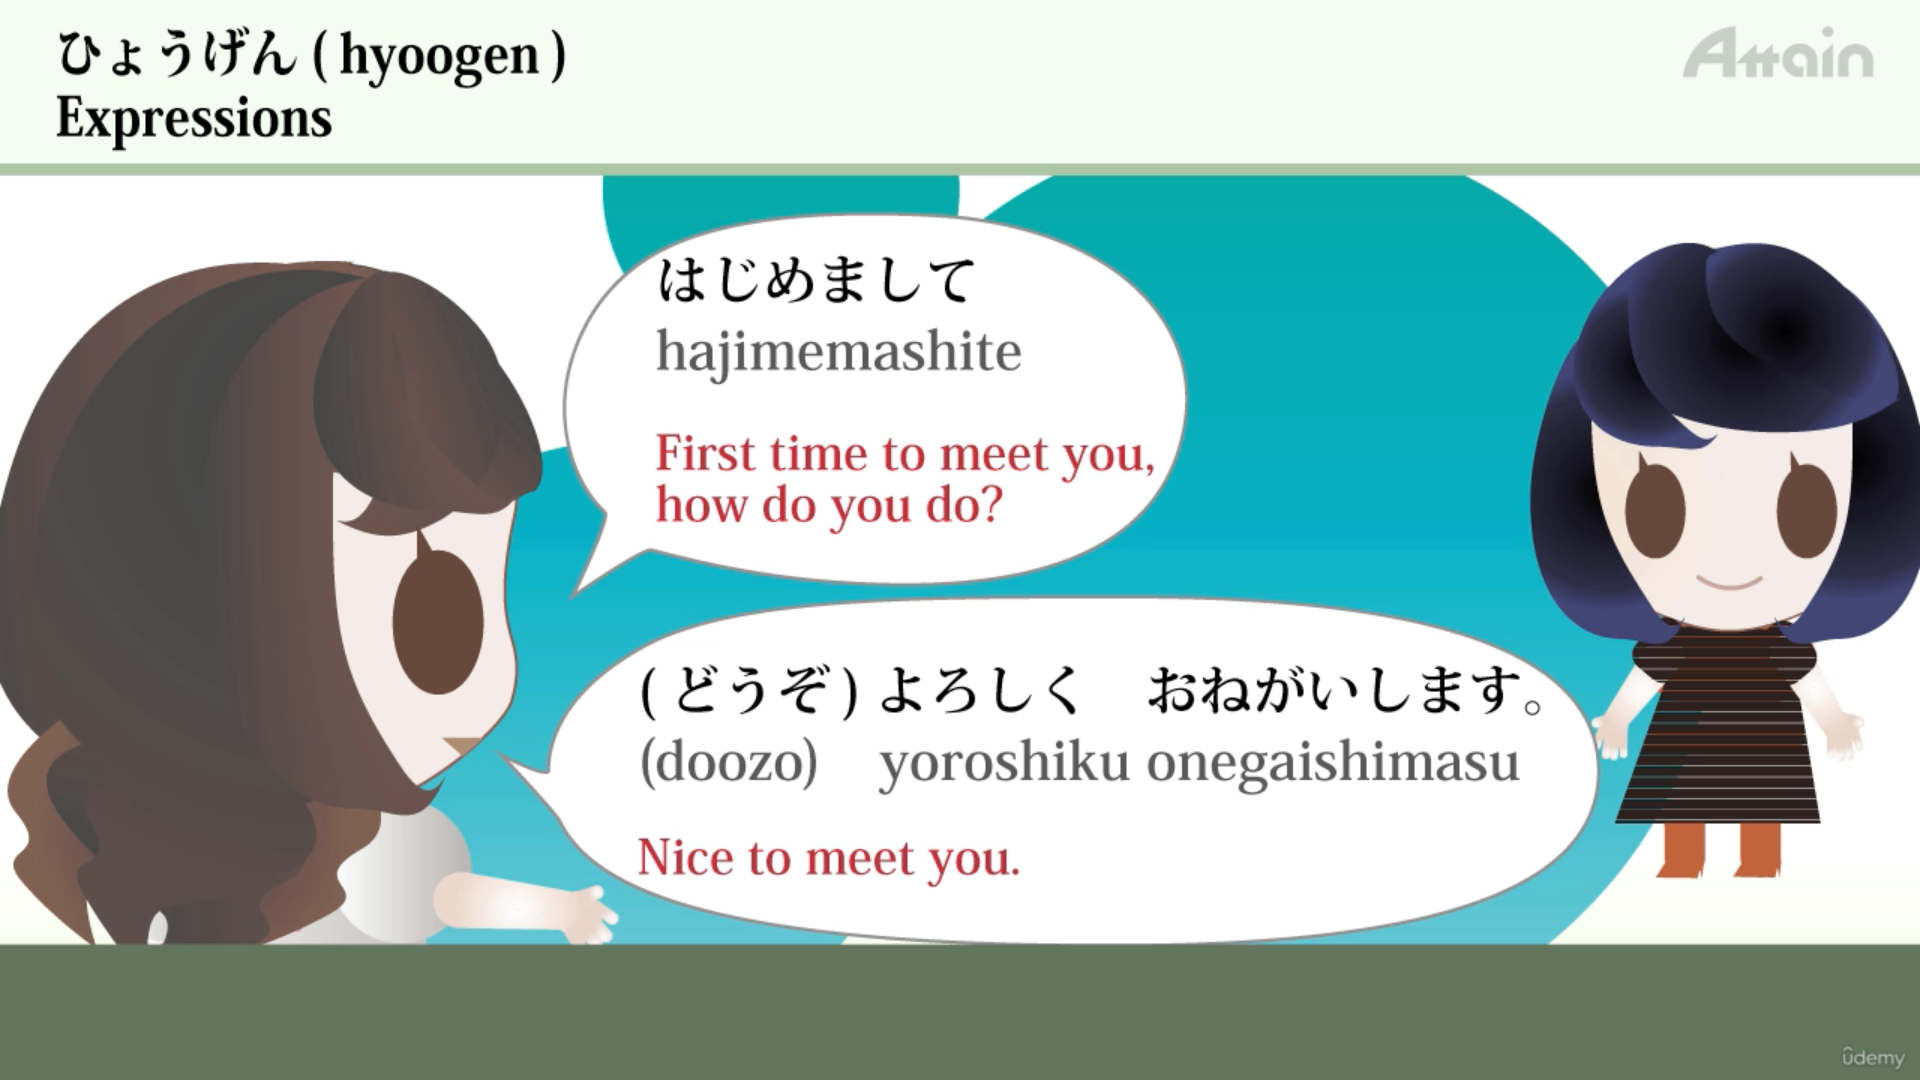 ひょうげん ( hyoogen )
Expressions
Attain
はじめまして
hajimemashite
First time to meet you,
how do you do?
( どうぞ ) よろしく　おねがいします。
(doozo) yoroshiku onegaishimasu
Nice to meet you.
ûdemy